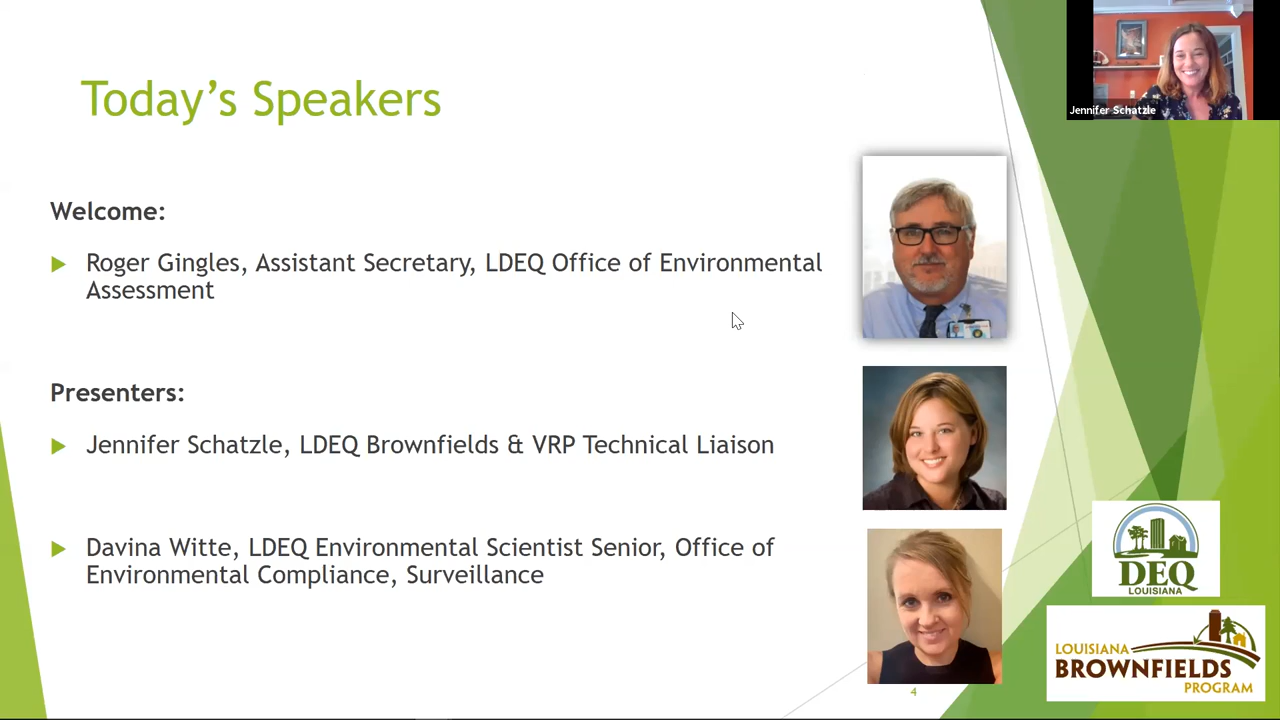 Today's Speakers
Jennifer Schatzle
Welcome:
Roger Gingles, Assistant Secretary, LDEQ Office of Environmental
Assessment
Presenters:
Jennifer Schatzle, LDEQ Brownfields & VRP Technical Liaison
Davina Witte, LDEQ Environmental Scientist Senior, Office of
Environmental Compliance, Surveillance
DEQ
LOUISIANA
LOUISIANA
BROWNFIELDS
PROGRAM
4